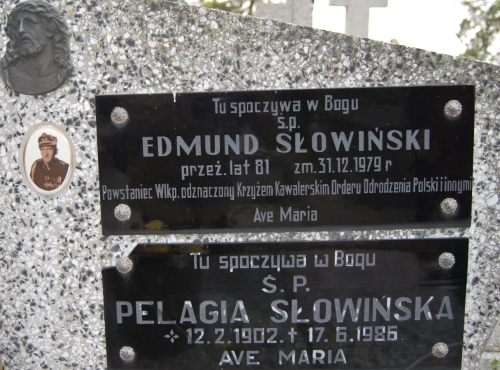 Tu spoczywa w Bogu
Ś.p.
EDMUND SŁOWIŃSKI
przeż. lat 81 zm. 31.12.1979 r
Powstaniec Wlkp. odznaczony Krzyżem Kawalerskim Orderu Odrodzenia Polski i innymi
Ave Maria
Tu spoczywa w Bogu
Ś. P.
PELAGIA SŁOWIŃSKA
12.2.1902 † 17.6.1986
AVE MARIA